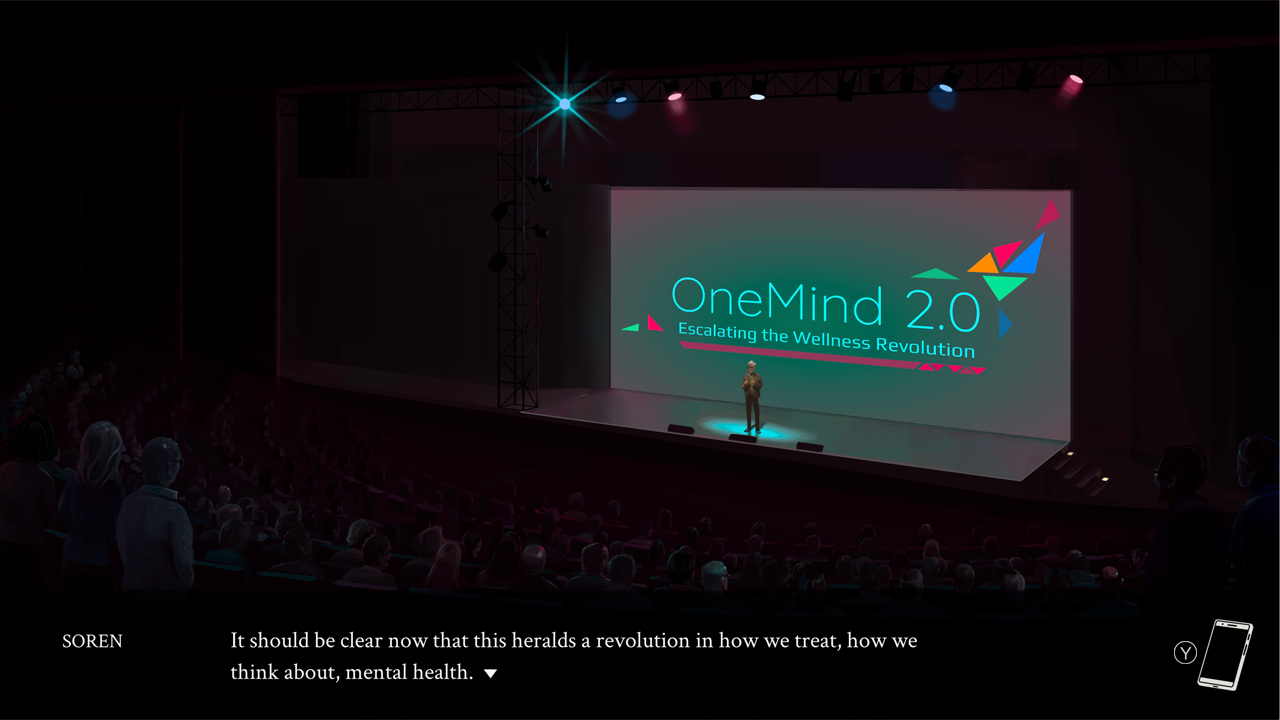 OneMind 2.0
Escalating the Wellness Revolution
SOREN
It should be clear now that this heralds a revolution in how we treat, how we
think about, mental health.
Y